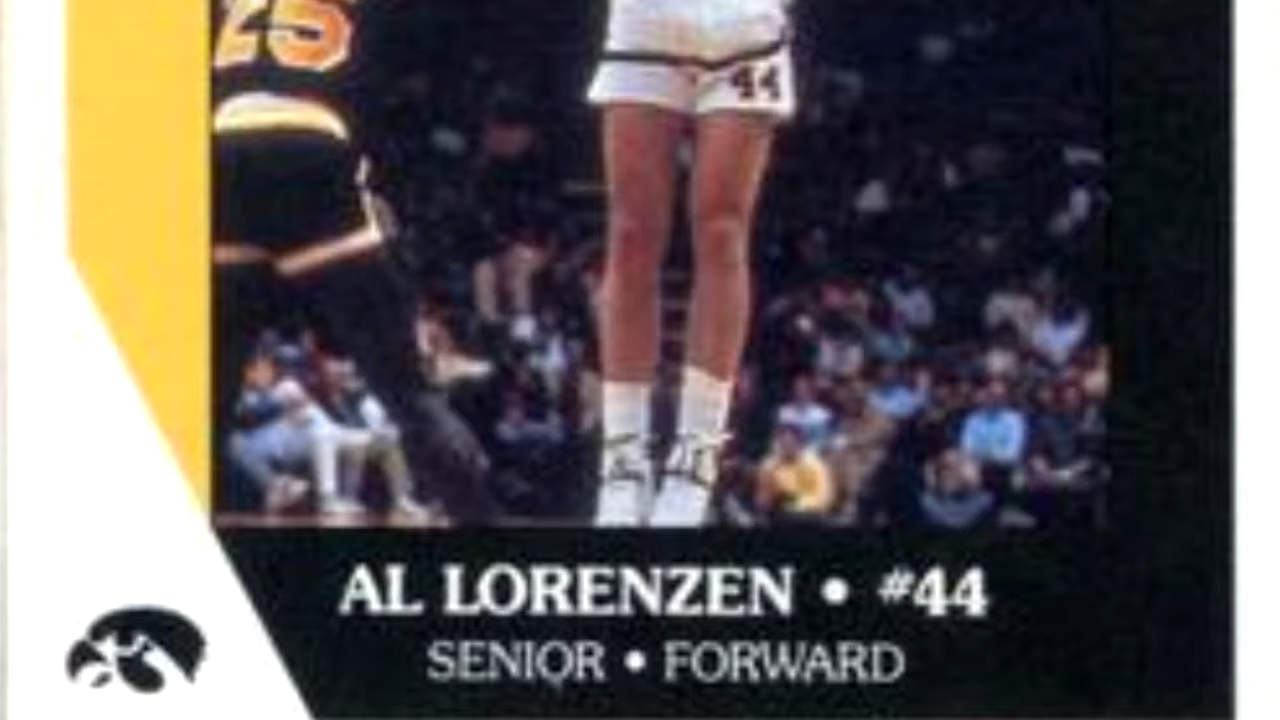 25
44
AL LORENZEN • #44
SENIOR • FORWARD